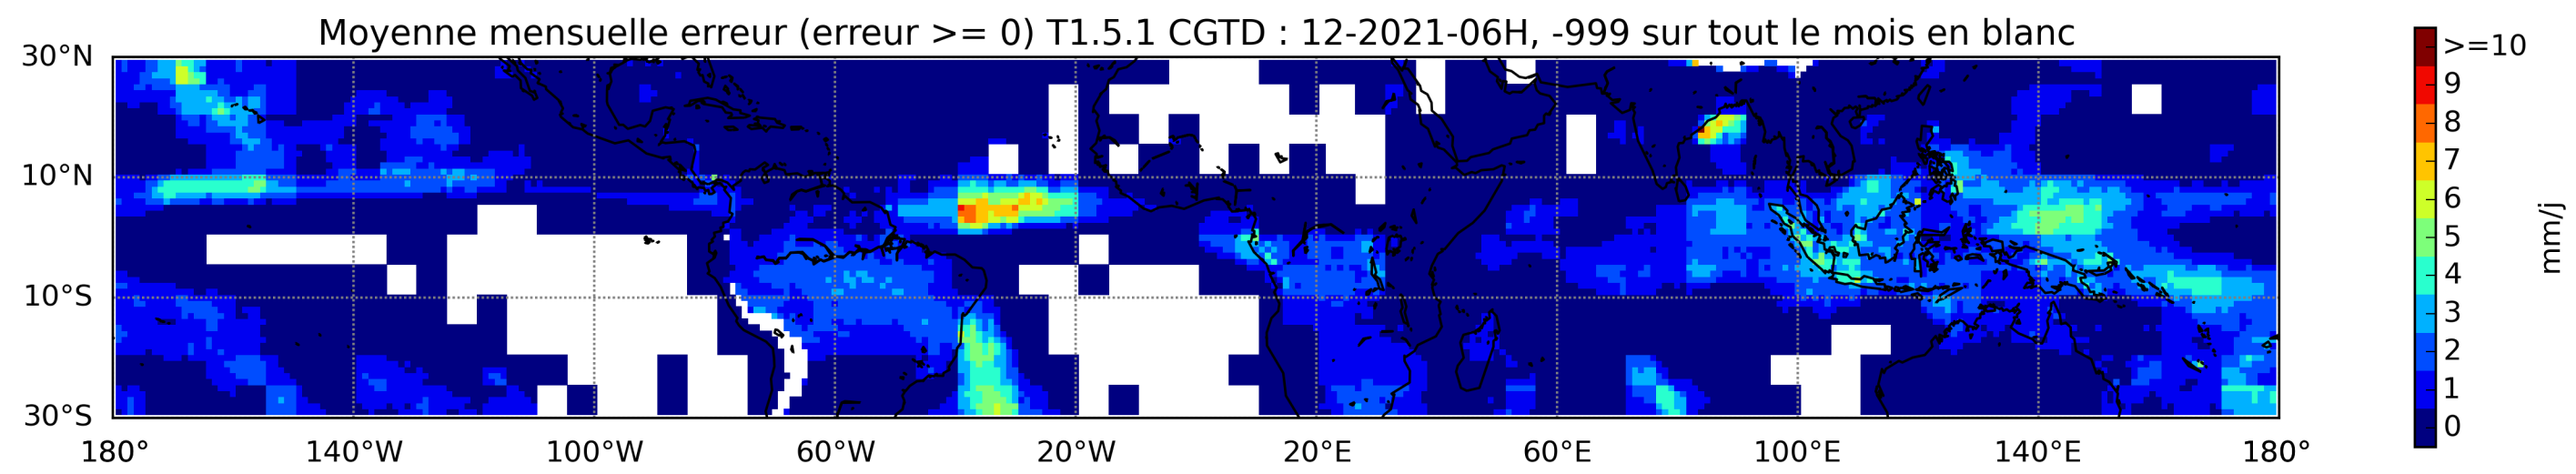 Moyenne mensuelle erreur (erreur >= 0) T1.5.1 CGTD : 12-2021-06H, -999 sur tout le mois en blanc
30°N
10°N
10°S
30°S
180° 140°W 100°W 60°W 20°W 20°E 60°E 100°E 140°E 180°
>=10
9
8
7
6
5
4
3
2
1
0
mm/j